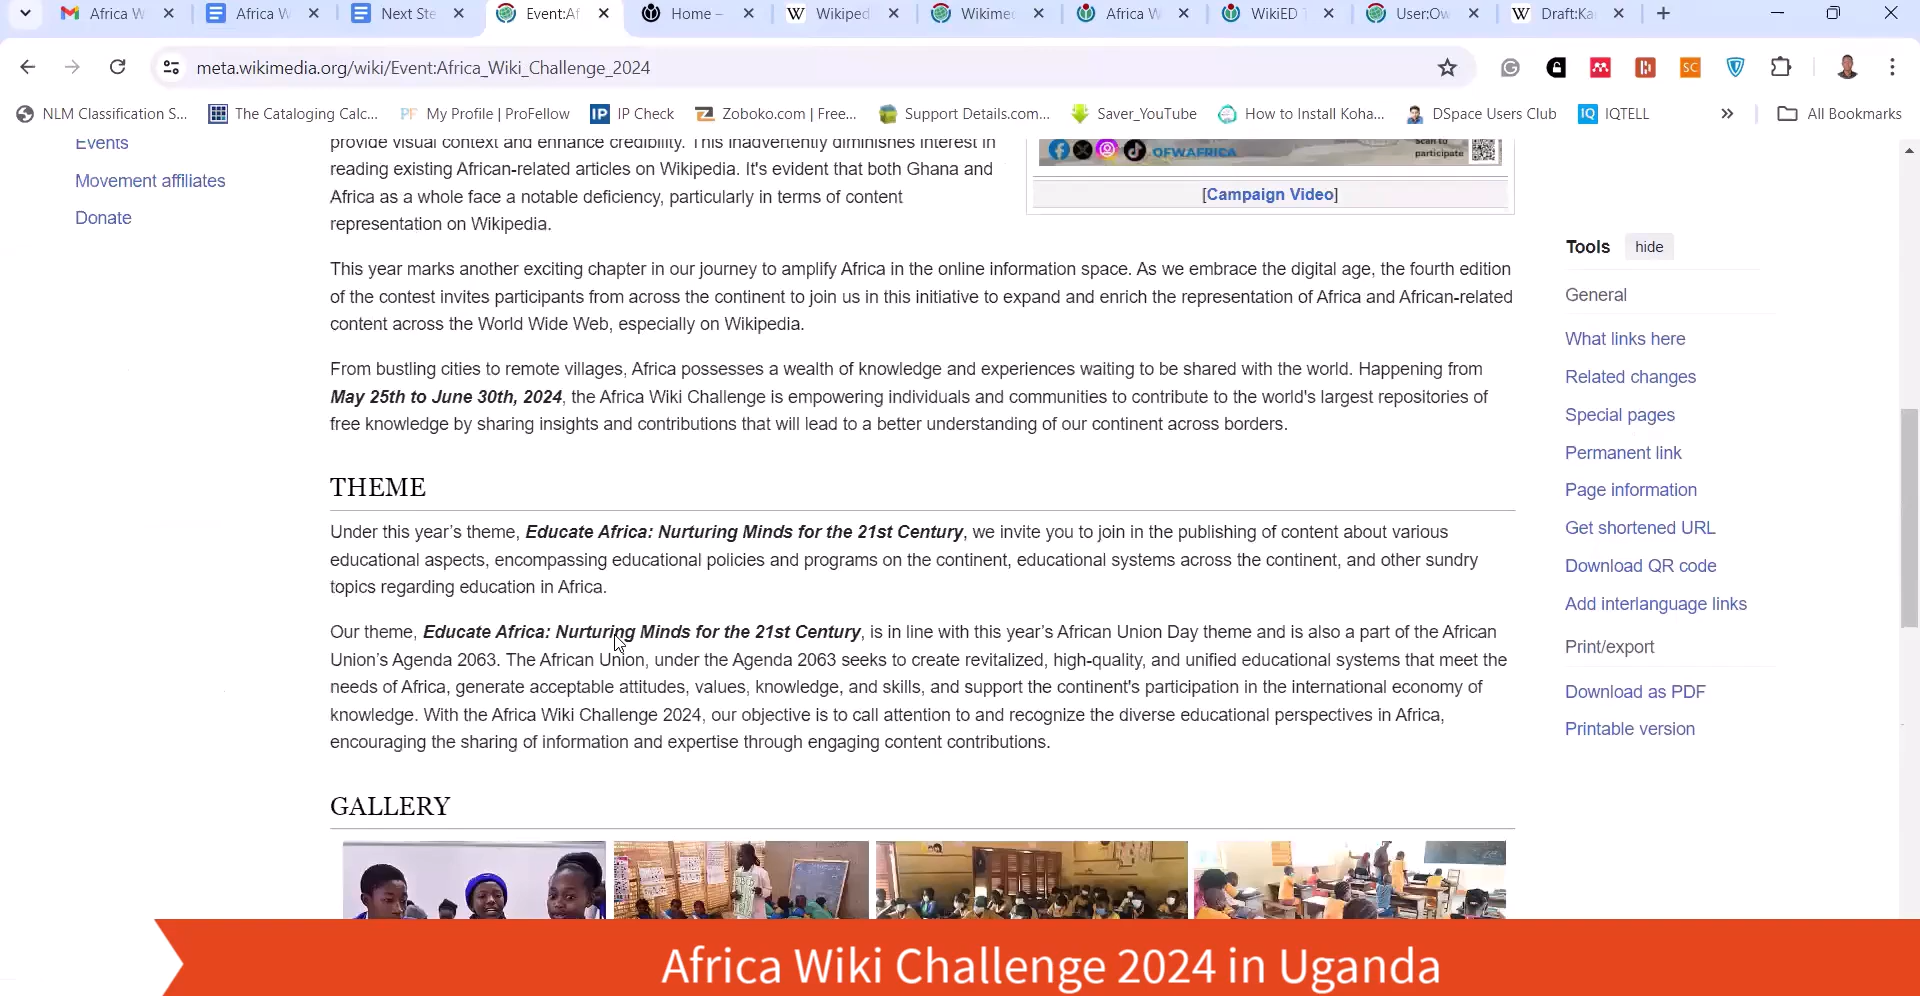 Africa W
Africa W
Next Ste
Event:Af
Home –
Wikiped
Wikimed
Africa W
WikiED T
User:Ow
Draft:Ka
meta.wikimedia.org/wiki/Event:Africa_Wiki_Challenge_2024
NLM Classification S...
The Cataloging Calc...
My Profile | ProFellow
IP Check
Zoboko.com | Free...
Support Details.com...
Saver_YouTube
How to Install Koha...
DSpace Users Club
IQTELL
All Bookmarks
Events
Movement affiliates
Donate
provide visual context and enhance credibility. This inadvertently diminishes interest in
reading existing African-related articles on Wikipedia. It's evident that both Ghana and
Africa as a whole face a notable deficiency, particularly in terms of content
representation on Wikipedia.
OFWAFRICA
Scan to
participate
[Campaign Video]
This year marks another exciting chapter in our journey to amplify Africa in the online information space. As we embrace the digital age, the fourth edition
of the contest invites participants from across the continent to join us in this initiative to expand and enrich the representation of Africa and African-related
content across the World Wide Web, especially on Wikipedia.
From bustling cities to remote villages, Africa possesses a wealth of knowledge and experiences waiting to be shared with the world. Happening from
May 25th to June 30th, 2024, the Africa Wiki Challenge is empowering individuals and communities to contribute to the world's largest repositories of
free knowledge by sharing insights and contributions that will lead to a better understanding of our continent across borders.
THEME
Under this year’s theme, Educate Africa: Nurturing Minds for the 21st Century, we invite you to join in the publishing of content about various
educational aspects, encompassing educational policies and programs on the continent, educational systems across the continent, and other sundry
topics regarding education in Africa.
Our theme, Educate Africa: Nurturing Minds for the 21st Century, is in line with this year’s African Union Day theme and is also a part of the African
Union’s Agenda 2063. The African Union, under the Agenda 2063 seeks to create revitalized, high-quality, and unified educational systems that meet the
needs of Africa, generate acceptable attitudes, values, knowledge, and skills, and support the continent's participation in the international economy of
knowledge. With the Africa Wiki Challenge 2024, our objective is to call attention to and recognize the diverse educational perspectives in Africa,
encouraging the sharing of information and expertise through engaging content contributions.
GALLERY
Tools
hide
General
What links here
Related changes
Special pages
Permanent link
Page information
Get shortened URL
Download QR code
Add interlanguage links
Print/export
Download as PDF
Printable version
Africa Wiki Challenge 2024 in Uganda